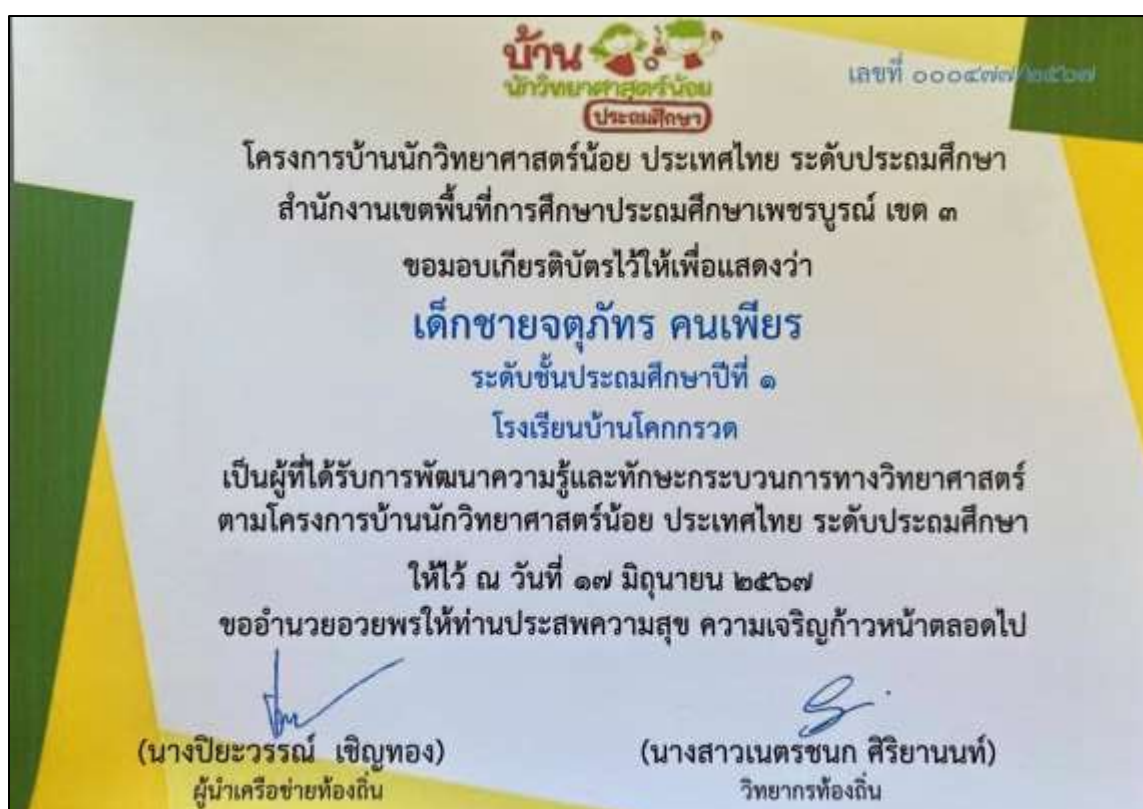 บ้าน
นักวิทยาศาสตร์น้อย
ประถมศึกษา
เลขที่ ๐๐๐๔๗๗/๒๕๖๗
โครงการบ้านนักวิทยาศาสตร์น้อย ประเทศไทย ระดับประถมศึกษา
สำนักงานเขตพื้นที่การศึกษาประถมศึกษาเพชรบูรณ์ เขต ๓
ขอมอบเกียรติบัตรไว้ให้เพื่อแสดงว่า
เด็กชายจตุภัทร คนเพียร
ระดับชั้นประถมศึกษาปีที่ ๑
โรงเรียนบ้านโคกกรวด
เป็นผู้ที่ได้รับการพัฒนาความรู้และทักษะกระบวนการทางวิทยาศาสตร์
ตามโครงการบ้านนักวิทยาศาสตร์น้อย ประเทศไทย ระดับประถมศึกษา
ให้ไว้ ณ วันที่ ๑๗ มิถุนายน ๒๕๖๗
ขออำนวยอวยพรให้ท่านประสพความสุข ความเจริญก้าวหน้าตลอดไป
(นางปิยะวรรณ์ เชิญทอง)
ผู้นำเครือข่ายท้องถิ่น
(นางสาวเนตรชนก ศิริยานนท์)
วิทยากรท้องถิ่น